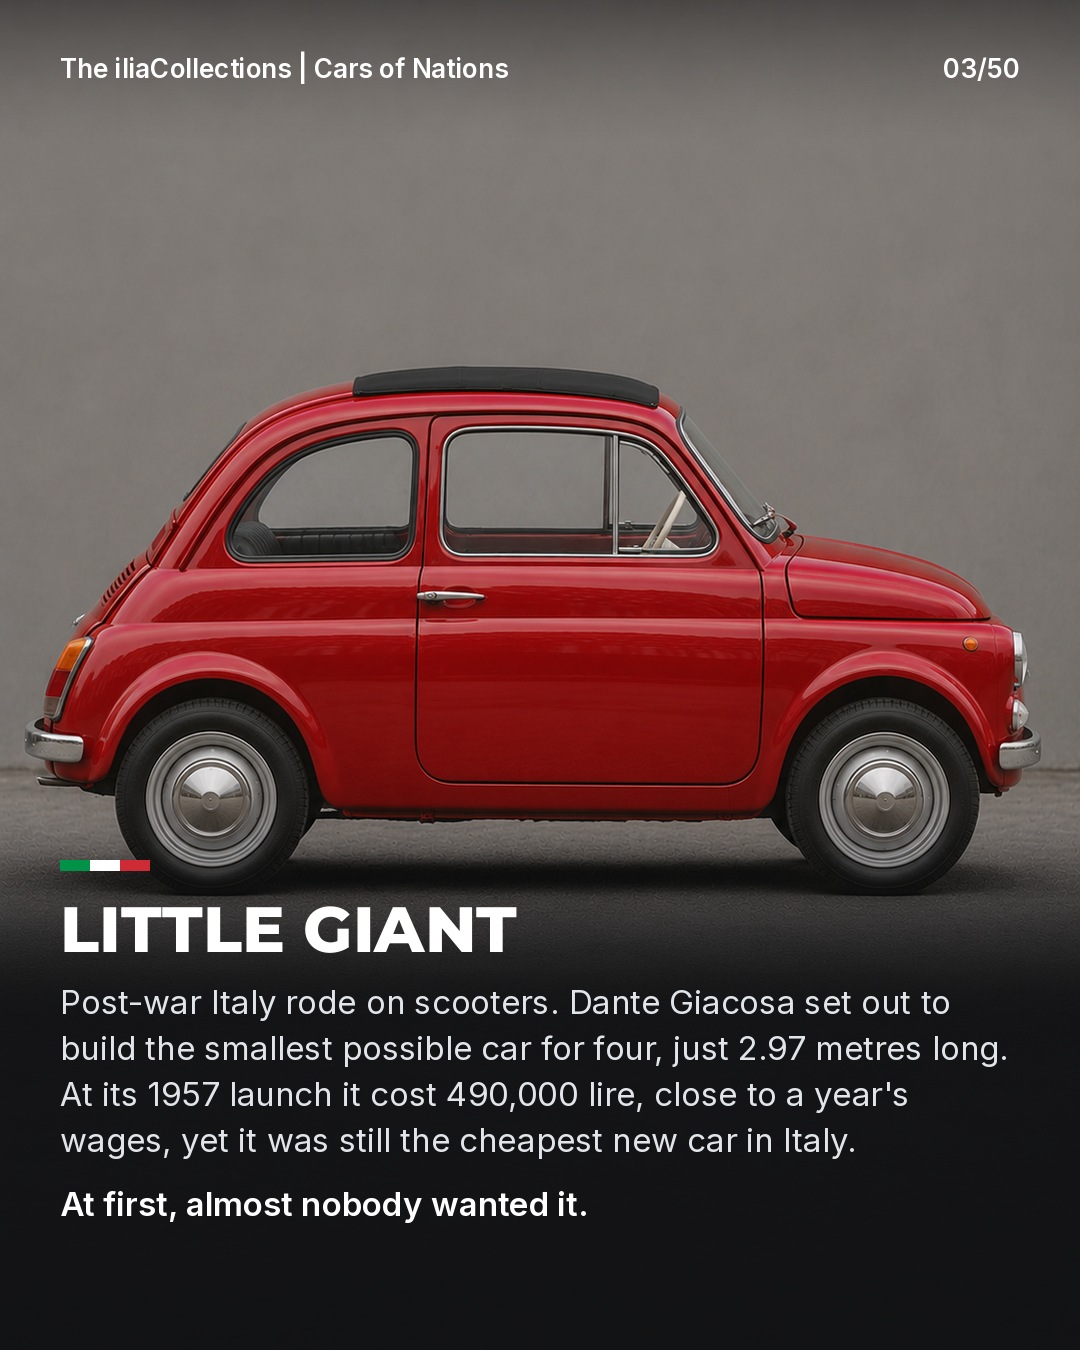 The iliaCollections | Cars of Nations
03/50
LITTLE GIANT
Post-war Italy rode on scooters. Dante Giacosa set out to
build the smallest possible car for four, just 2.97 metres long.
At its 1957 launch it cost 490,000 lire, close to a year's
wages, yet it was still the cheapest new car in Italy.
At first, almost nobody wanted it.